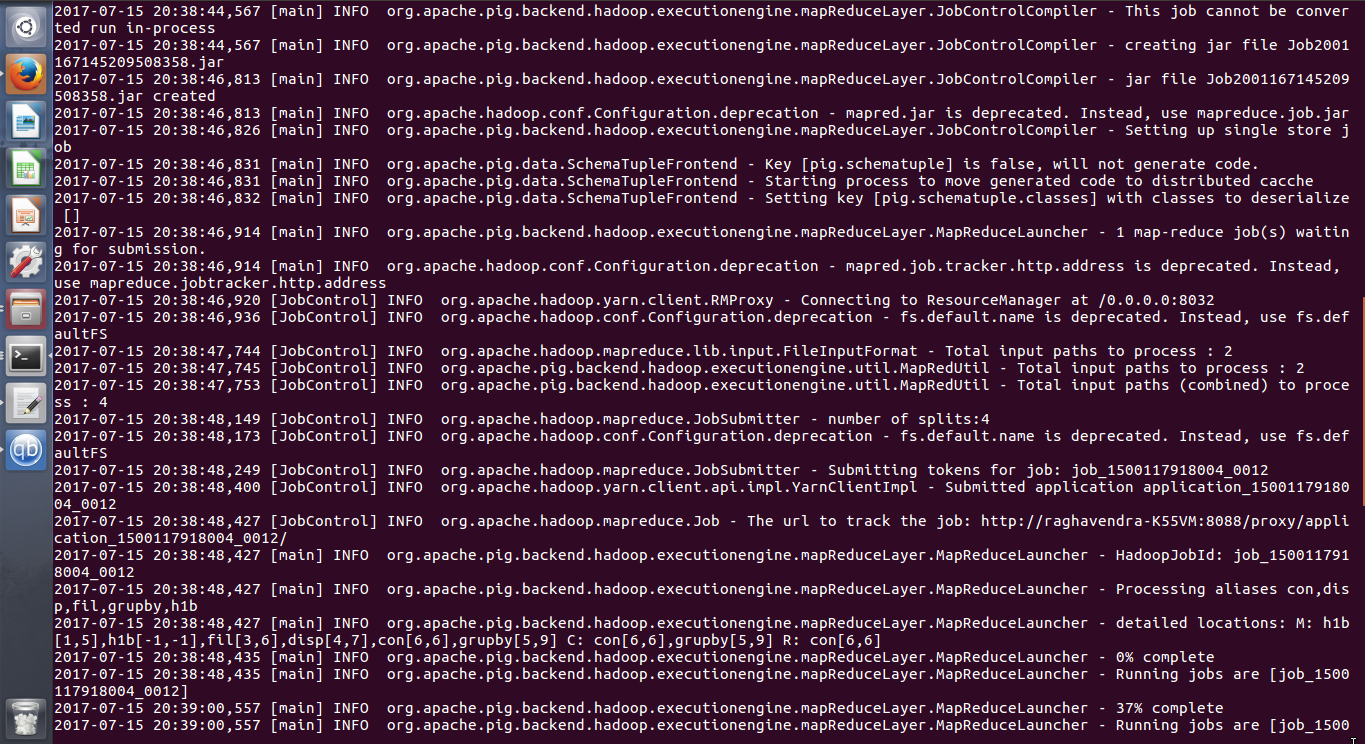 2017-07-15 20:38:44,567 [main] INFO  org.apache.pig.backend.hadoop.executionengine.mapReduceLayer.JobControlCompiler - This job cannot be conver
ted run in-process
2017-07-15 20:38:44,567 [main] INFO  org.apache.pig.backend.hadoop.executionengine.mapReduceLayer.JobControlCompiler - creating jar file Job2001
167145209508358.jar
2017-07-15 20:38:46,813 [main] INFO  org.apache.pig.backend.hadoop.executionengine.mapReduceLayer.JobControlCompiler - jar file Job2001167145209
508358.jar created
2017-07-15 20:38:46,813 [main] INFO  org.apache.hadoop.conf.Configuration.deprecation - mapred.jar is deprecated. Instead, use mapreduce.job.jar
2017-07-15 20:38:46,826 [main] INFO  org.apache.pig.backend.hadoop.executionengine.mapReduceLayer.JobControlCompiler - Setting up single store j
ob
2017-07-15 20:38:46,831 [main] INFO  org.apache.pig.data.SchemaTupleFrontend - Key [pig.schematuple] is false, will not generate code.
2017-07-15 20:38:46,831 [main] INFO  org.apache.pig.data.SchemaTupleFrontend - Starting process to move generated code to distributed cacche
2017-07-15 20:38:46,832 [main] INFO  org.apache.pig.data.SchemaTupleFrontend - Setting key [pig.schematuple.classes] with classes to deserialize
 []
2017-07-15 20:38:46,914 [main] INFO  org.apache.pig.backend.hadoop.executionengine.mapReduceLayer.MapReduceLauncher - 1 map-reduce job(s) waitin
g for submission.
2017-07-15 20:38:46,914 [main] INFO  org.apache.hadoop.conf.Configuration.deprecation - mapred.job.tracker.http.address is deprecated. Instead,
use mapreduce.jobtracker.http.address
2017-07-15 20:38:46,920 [JobControl] INFO  org.apache.hadoop.yarn.client.RMProxy - Connecting to ResourceManager at /0.0.0.0:8032
2017-07-15 20:38:46,936 [JobControl] INFO  org.apache.hadoop.conf.Configuration.deprecation - fs.default.name is deprecated. Instead, use fs.def
aultFS
2017-07-15 20:38:47,744 [JobControl] INFO  org.apache.hadoop.mapreduce.lib.input.FileInputFormat - Total input paths to process : 2
2017-07-15 20:38:47,745 [JobControl] INFO  org.apache.pig.backend.hadoop.executionengine.util.MapRedUtil - Total input paths to process : 2
2017-07-15 20:38:47,753 [JobControl] INFO  org.apache.pig.backend.hadoop.executionengine.util.MapRedUtil - Total input paths (combined) to proce
ss : 4
2017-07-15 20:38:48,149 [JobControl] INFO  org.apache.hadoop.mapreduce.JobSubmitter - number of splits:4
2017-07-15 20:38:48,173 [JobControl] INFO  org.apache.hadoop.conf.Configuration.deprecation - fs.default.name is deprecated. Instead, use fs.def
aultFS
2017-07-15 20:38:48,249 [JobControl] INFO  org.apache.hadoop.mapreduce.JobSubmitter - Submitting tokens for job: job_1500117918004_0012
2017-07-15 20:38:48,400 [JobControl] INFO  org.apache.hadoop.yarn.client.api.impl.YarnClientImpl - Submitted application application_15001179180
04_0012
2017-07-15 20:38:48,427 [JobControl] INFO  org.apache.hadoop.mapreduce.Job - The url to track the job: http://raghavendra-K55VM:8088/proxy/appli
cation_1500117918004_0012/
2017-07-15 20:38:48,427 [main] INFO  org.apache.pig.backend.hadoop.executionengine.mapReduceLayer.MapReduceLauncher - HadoopJobId: job_150011791
8004_0012
2017-07-15 20:38:48,427 [main] INFO  org.apache.pig.backend.hadoop.executionengine.mapReduceLayer.MapReduceLauncher - Processing aliases con,dis
p,fil,grupby,h1b
2017-07-15 20:38:48,427 [main] INFO  org.apache.pig.backend.hadoop.executionengine.mapReduceLayer.MapReduceLauncher - detailed locations: M: h1b
[1,5],h1b[-1,-1],fil[3,6],disp[4,7],con[6,6],grupby[5,9] C: con[6,6],grupby[5,9] R: con[6,6]
2017-07-15 20:38:48,435 [main] INFO  org.apache.pig.backend.hadoop.executionengine.mapReduceLayer.MapReduceLauncher - 0% complete
2017-07-15 20:38:48,435 [main] INFO  org.apache.pig.backend.hadoop.executionengine.mapReduceLayer.MapReduceLauncher - Running jobs are [job_1500
117918004_0012]
2017-07-15 20:39:00,557 [main] INFO  org.apache.pig.backend.hadoop.executionengine.mapReduceLayer.MapReduceLauncher - 37% complete
2017-07-15 20:39:00,557 [main] INFO  org.apache.pig.backend.hadoop.executionengine.mapReduceLayer.MapReduceLauncher - Running jobs are [job_1500
qb